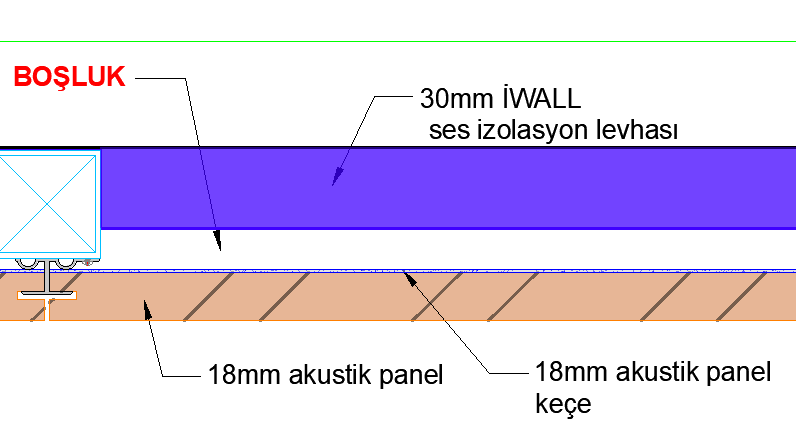 BOŞLUK
30mm İWALL
ses izolasyon levhası
18mm akustik panel
18mm akustik panel
keçe